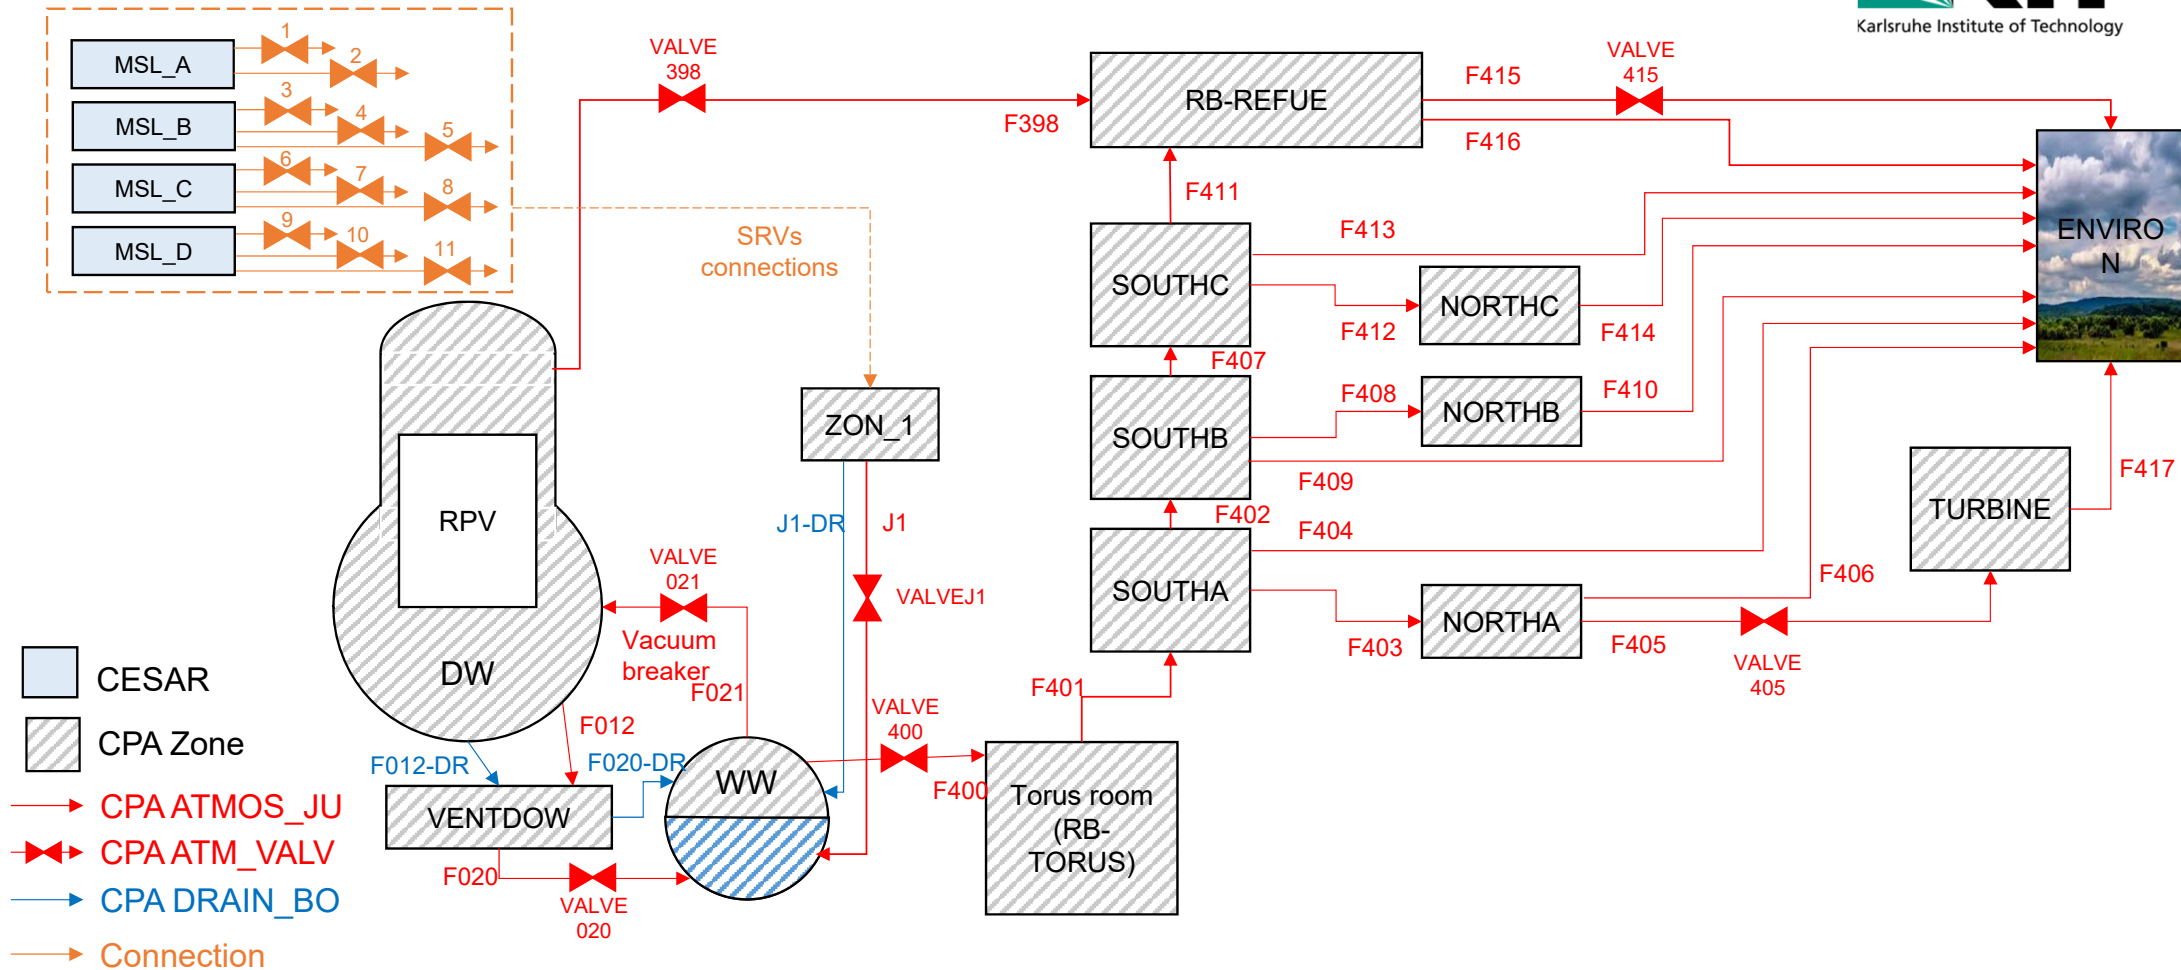 Karlsruhe Institute of Technology
MSL_A
1
2
MSL_B
3
4
5
MSL_C
6
7
8
MSL_D
9
10
11
SRVs
connections
VALVE
398
F398
RB-REFUE
F415
VALVE
415
F416
F411
ENVIRO
N
SOUTHC
F413
F412
NORTHC
F414
F407
SOUTHB
F408
NORTHB
F410
F409
F402
F404
SOUTHA
F403
NORTHA
F406
F405
VALVE
405
TURBINE
F417
ZON_1
J1-DR
J1
VALVEJ1
RPV
DW
VALVE
021
Vacuum
breaker
F021
F012
F012-DR
F020-DR
VENTDOW
F020
VALVE
020
WW
VALVE
400
F400
F401
Torus room
(RB-
TORUS)
CESAR
CPA Zone
CPA ATMOS_JU
CPA ATM_VALV
CPA DRAIN_BO
Connection